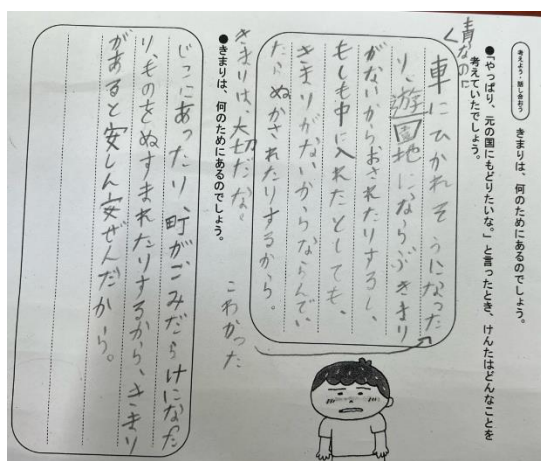 考えよう・話し合おう
きまりは、何のためにあるのでしょう。
●「やっぱり、元の国にもどりたいな。」と言ったとき、けんたはどんなことを
考えていたでしょう。
青なのに
車にひかれそうになった
り、遊園地にならぶきまり
がないからおされたりするし、
もしも中に入れたとしても、
きまりがないからならんでい
たらぬかされたりするから。
きまりは、大切だな。
こわかった
●きまりは、何のためにあるのでしょう。
じこにあったり、町がごみだらけになった
り、ものをぬすまれたりするから、きまり
があると安しん安ぜんだから。